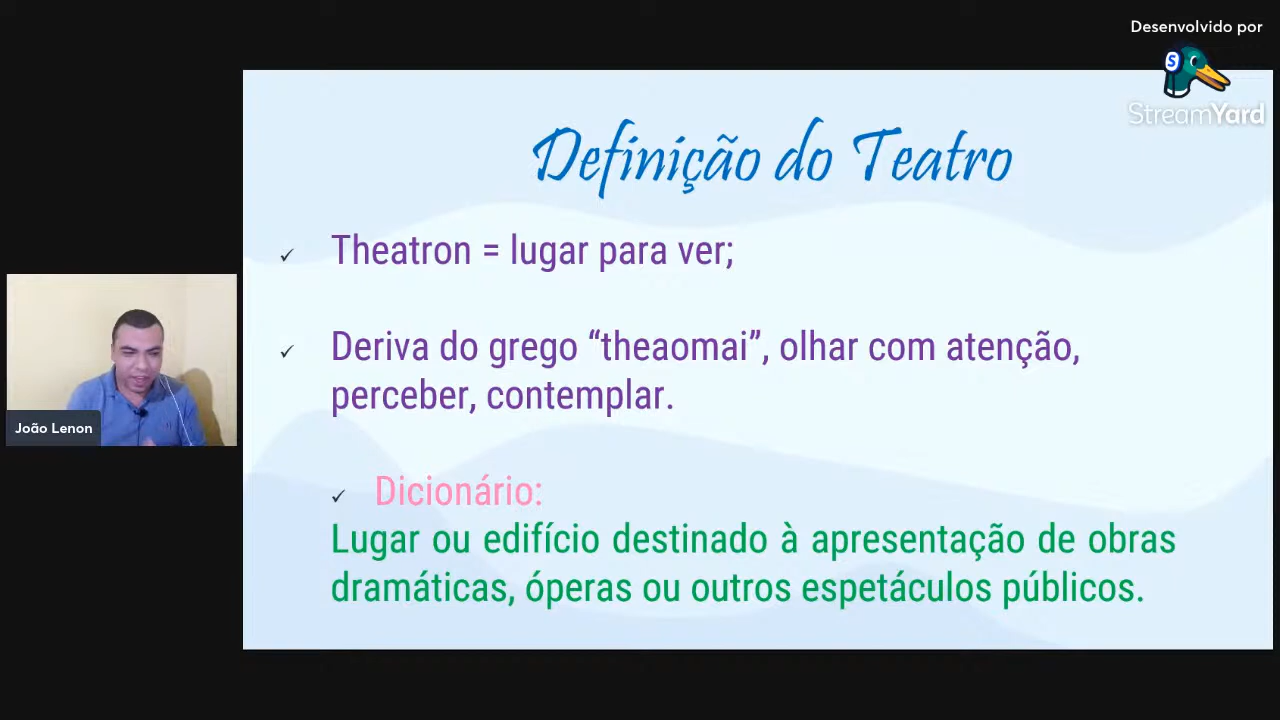 Desenvolvido por
S
StreamYard
Definição do Teatro
✓ Theatron = lugar para ver;
✓ Deriva do grego “theaomai”, olhar com atenção,
perceber, contemplar.
João Lenon
✓ Dicionário:
Lugar ou edifício destinado à apresentação de obras
dramáticas, óperas ou outros espetáculos públicos.